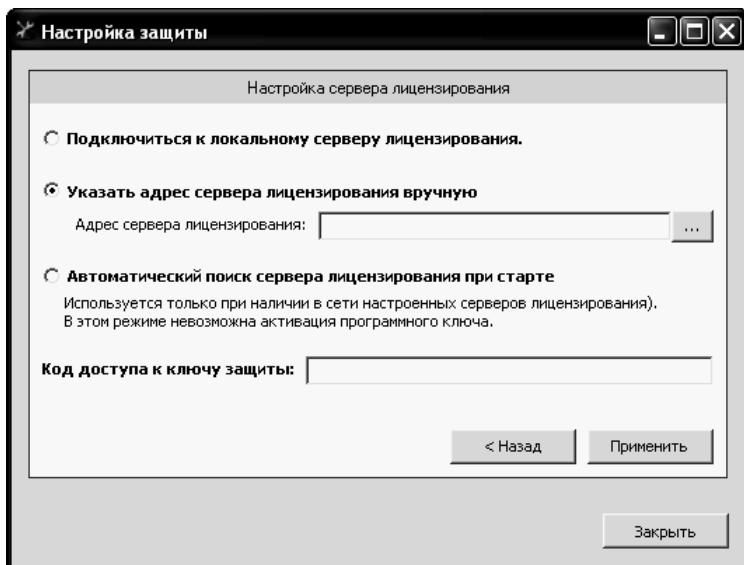 Настройка защиты
Настройка сервера лицензирования
Подключиться к локальному серверу лицензирования.
Указать адрес сервера лицензирования вручную
Адрес сервера лицензирования:
...
Автоматический поиск сервера лицензирования при старте
Используется только при наличии в сети настроенных серверов лицензирования).
В этом режиме невозможна активация программного ключа.
Код доступа к ключу защиты:
< Назад
Применить
Закрыть